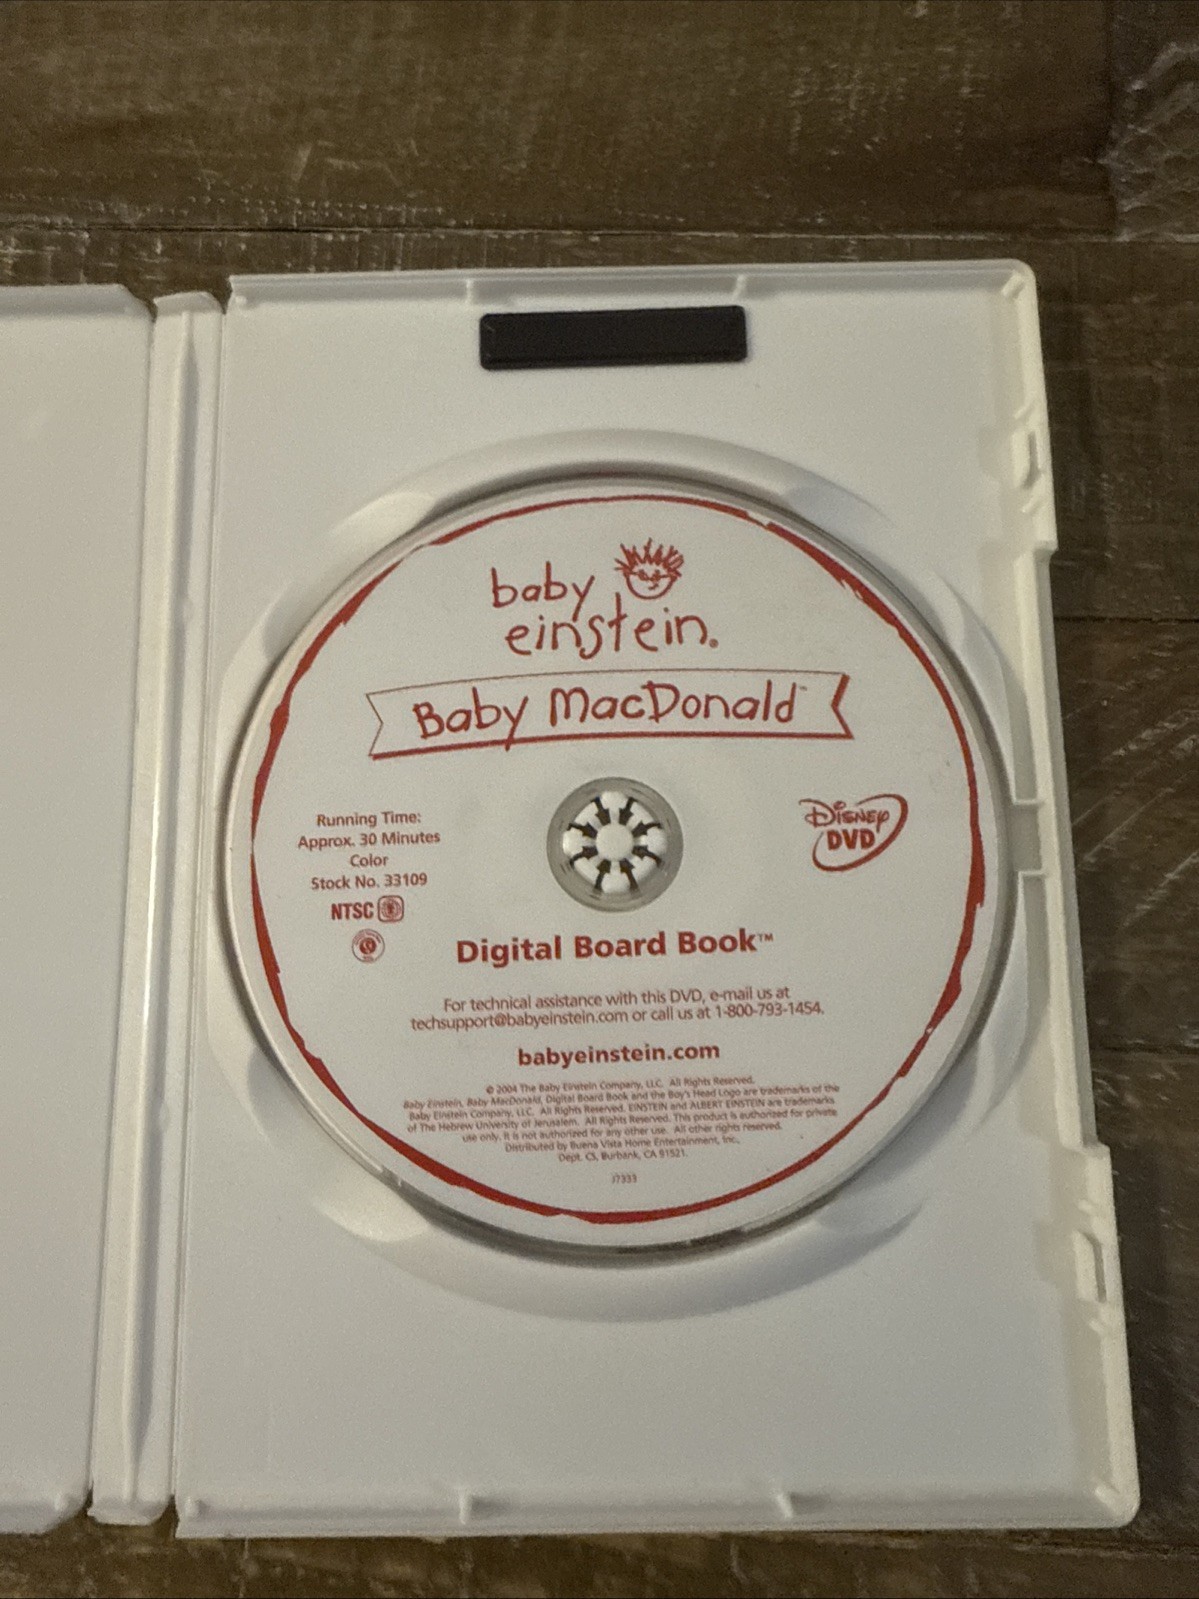 baby
einstein®
Baby MacDonald™
Running Time:
Approx. 30 Minutes
Color
Stock No. 33109
NTSC
DISNEY
DVD
Digital Board Book™
For technical assistance with this DVD, e-mail us at
techsupport@babyeinstein.com or call us at 1-800-793-1454.
babyeinstein.com
© 2004 The Baby Einstein Company, LLC. All Rights Reserved.
Baby Einstein, Baby MacDonald, Digital Board Book and the Boy's Head Logo are trademarks of the
Baby Einstein Company, LLC. All Rights Reserved. EINSTEIN and ALBERT EINSTEIN are trademarks
of The Hebrew University of Jerusalem. All Rights Reserved. This product is authorized for private
use only. It is not authorized for any other use. All other rights reserved.
Distributed by Buena Vista Home Entertainment, Inc.,
Dept. CS, Burbank, CA 91521.
J7333